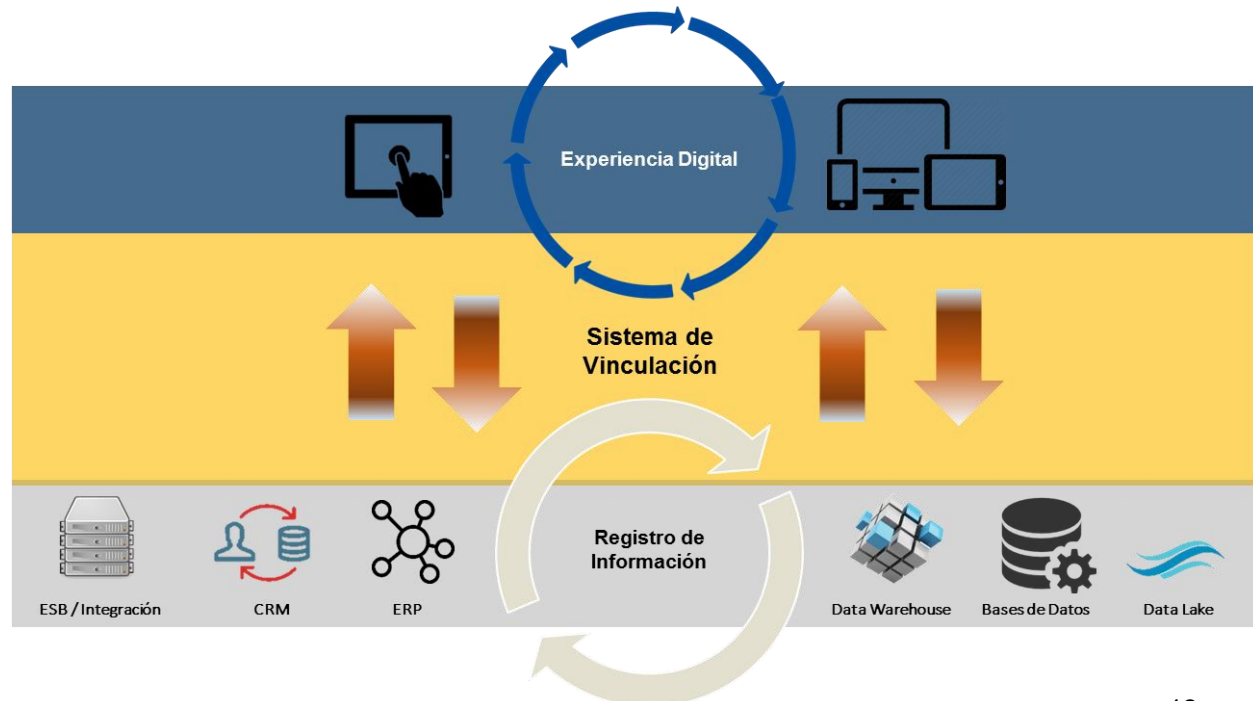 Experiencia Digital
Sistema de
Vinculación
Registro de
Información
ESB / Integración
CRM
ERP
Data Warehouse
Bases de Datos
Data Lake